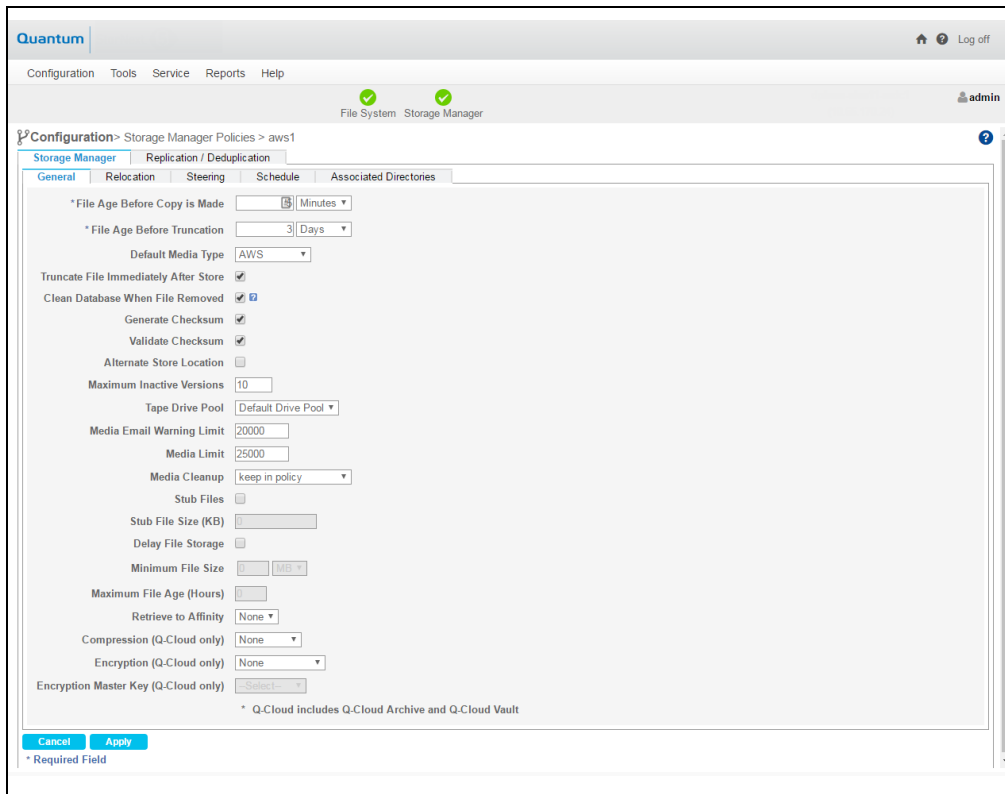 Quantum
Log off
Configuration Tools Service Reports Help
File System Storage Manager
admin
Configuration> Storage Manager Policies > aws1
Storage Manager Replication / Deduplication
General Relocation Steering Schedule Associated Directories
*File Age Before Copy is Made Minutes
* File Age Before Truncation 3 Days
Default Media Type AWS
Truncate File Immediately After Store
Clean Database When File Removed ?
Generate Checksum
Validate Checksum
Alternate Store Location
Maximum Inactive Versions 10
Tape Drive Pool Default Drive Pool
Media Email Warning Limit 20000
Media Limit 25000
Media Cleanup keep in policy
Stub Files
Stub File Size (KB) 0
Delay File Storage
Minimum File Size 0 MB
Maximum File Age (Hours) 0
Retrieve to Affinity None
Compression (Q-Cloud only) None
Encryption (Q-Cloud only) None
Encryption Master Key (Q-Cloud only) --Select--
* Q-Cloud includes Q-Cloud Archive and Q-Cloud Vault
Cancel Apply
* Required Field